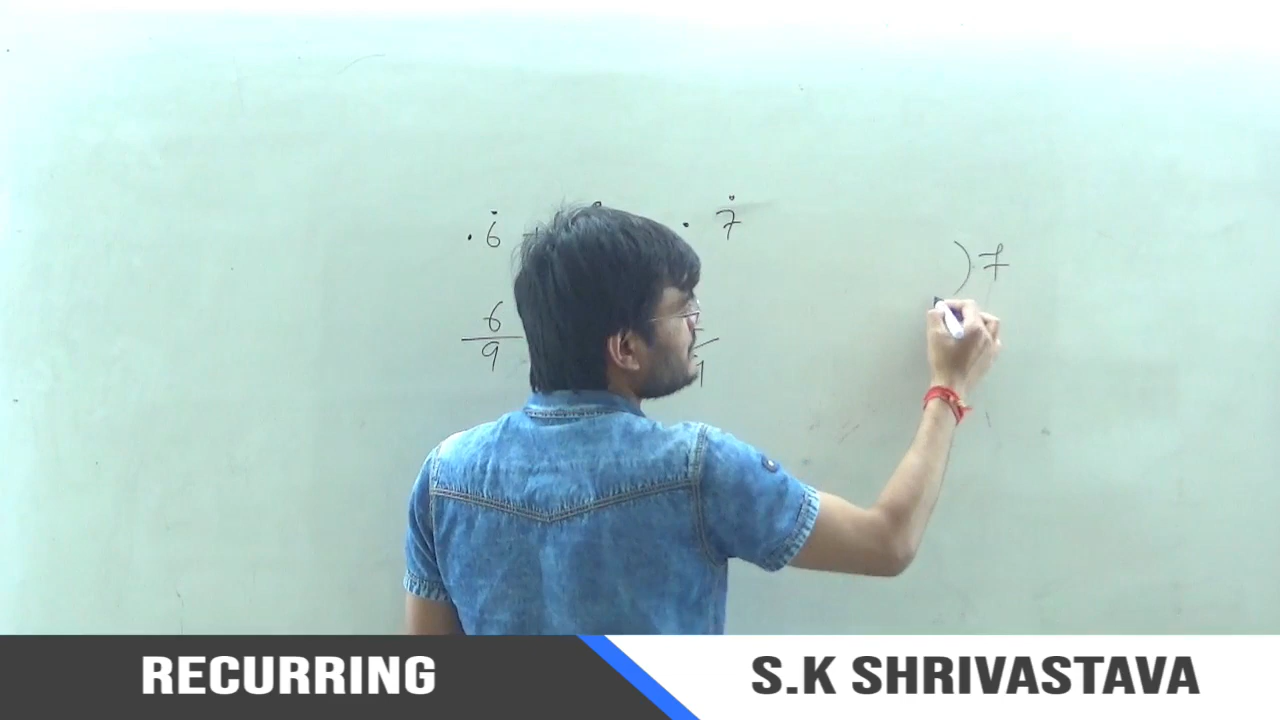 .6̇ + . 7̇
) 7
6
9
RECURRING S.K SHRIVASTAVA